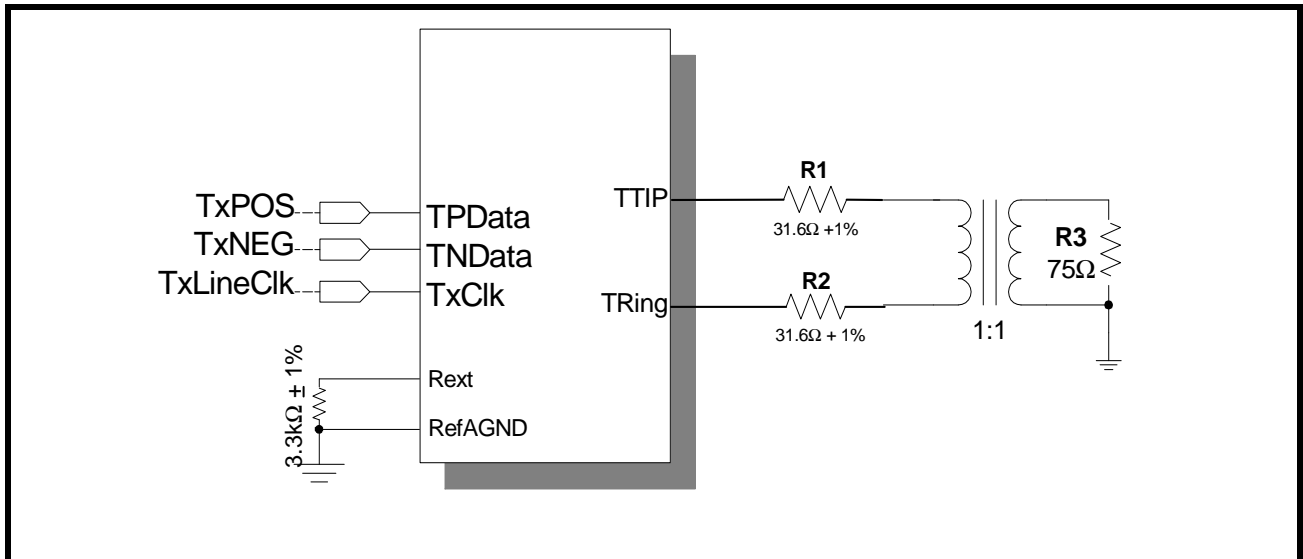 TxPOS
TxNEG
TxLineClk
TPData
TNData
TxClk
Rext
RefAGND
3.3kΩ ± 1%
TTIP
TRing
R1
31.6Ω +1%
R2
31.6Ω + 1%
1:1
R3
75Ω